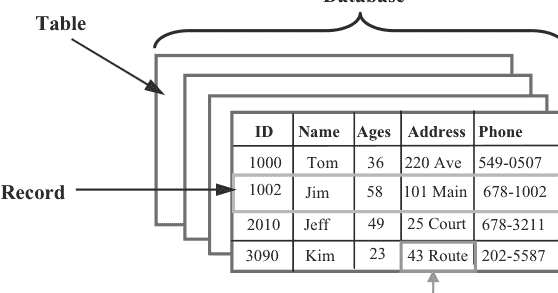 Database
Table
ID Name Ages Address Phone
1000 Tom 36 220 Ave 549-0507
Record
1002 Jim 58 101 Main 678-1002
2010 Jeff 49 25 Court 678-3211
3090 Kim 23 43 Route 202-5587